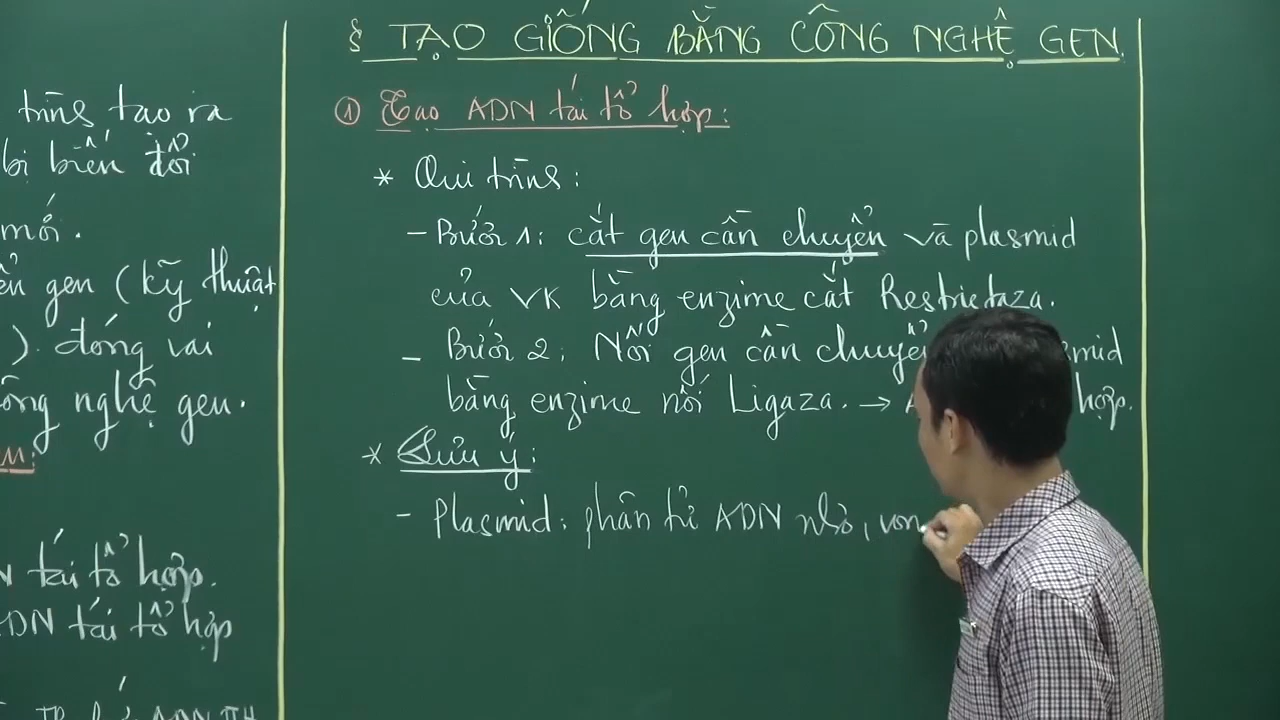 trình tạo ra
bị biến đổi
mới.
gen (kỹ thuật
). đóng vai
nghệ gen.
tái tổ hợp.
ADN tái tổ hợp
§ TẠO GIỐNG BẰNG CÔNG NGHỆ GEN
① Tạo ADN tái tổ hợp:
* Qui trình:
- Bước 1: cắt gen cần chuyển và plasmid
của VK bằng enzime cắt Restrictaza.
- Bước 2: Nối gen cần chuyển
bằng enzime nối Ligaza. → hợp.
* Lưu ý:
- Plasmid: phân tử ADN nhỏ, von